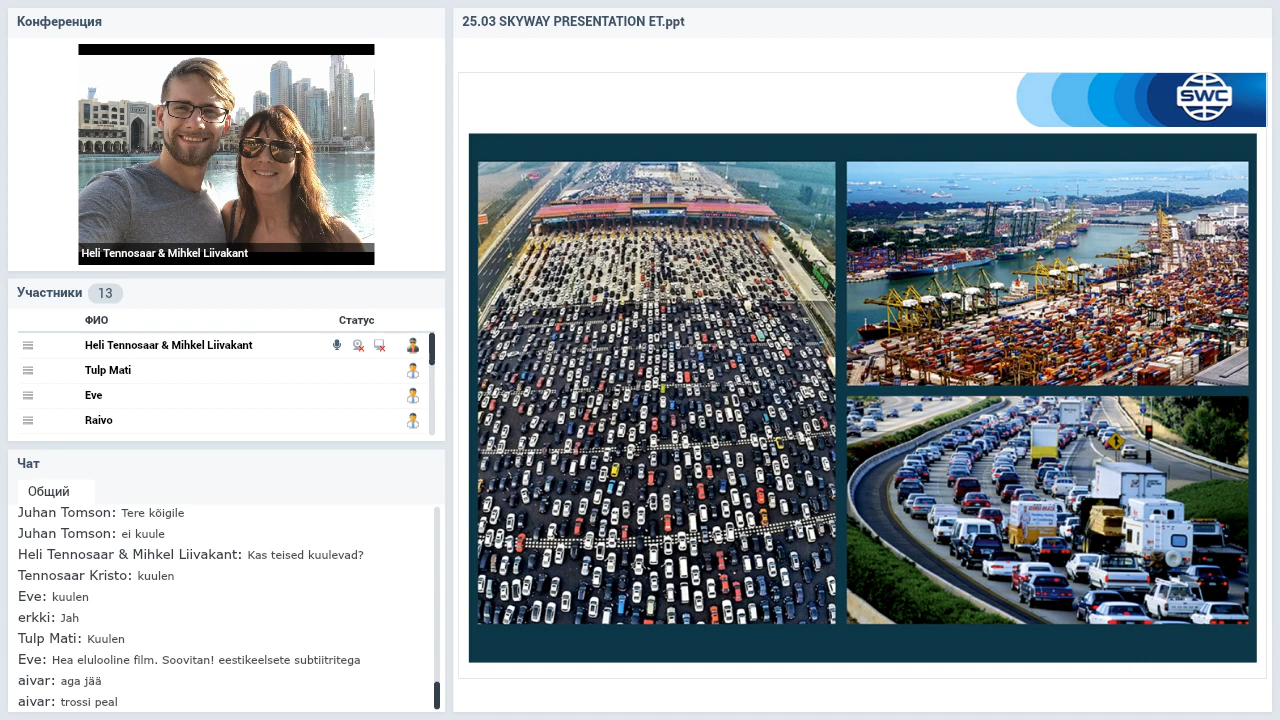 Конференция
Heli Tennosaar & Mihkel Liivakant
Участники 13
ФИО Статус
Heli Tennosaar & Mihkel Liivakant
Tulp Mati
Eve
Raivo
Чат
Общий
Juhan Tomson: Tere kõigile
Juhan Tomson: ei kuule
Heli Tennosaar & Mihkel Liivakant: Kas teised kuulevad?
Tennosaar Kristo: kuulen
Eve: kuulen
erkki: Jah
Tulp Mati: Kuulen
Eve: Hea elulooline film. Soovitan! eestikeelsete subtiitritega
aivar: aga jää
aivar: trossi peal
25.03 SKYWAY PRESENTATION ET.ppt
SWC